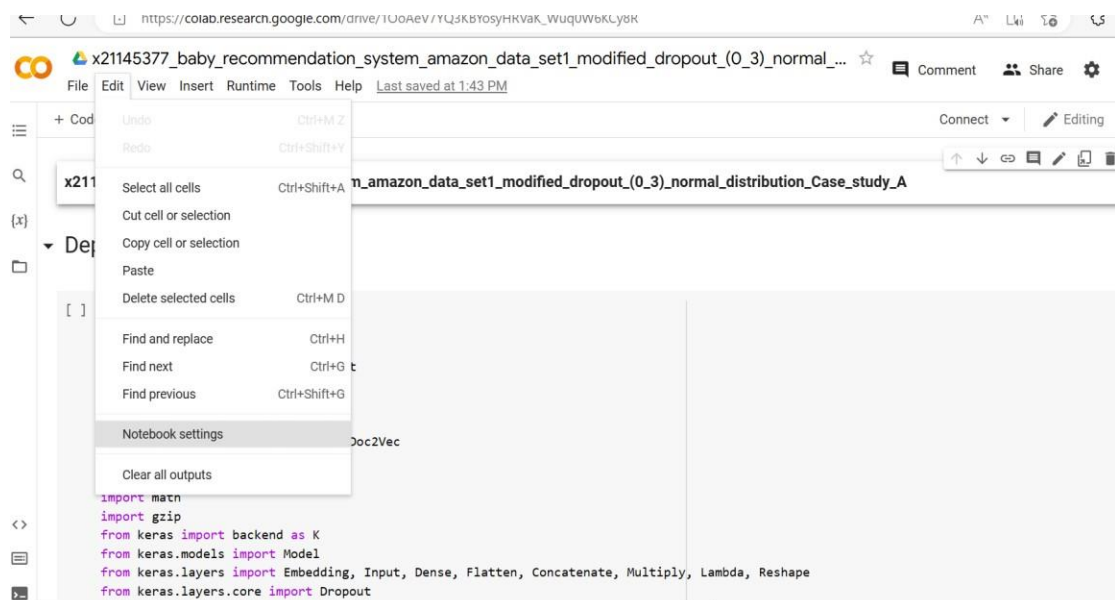 https://colab.research.google.com/drive/1OoAeV7YQ3KBYosyHRVaK_WuqUW6KCy8R
x21145377_baby_recommendation_system_amazon_data_set1_modified_dropout_(0_3)_normal_...
Comment
Share
File Edit View Insert Runtime Tools Help Last saved at 1:43 PM
+ Cod
Connect
Editing
Undo Ctrl+M Z
Redo Ctrl+Shift+Y
x211
m_amazon_data_set1_modified_dropout_(0_3)_normal_distribution_Case_study_A
Select all cells Ctrl+Shift+A
Cut cell or selection
{x}
Copy cell or selection
Dep
Paste
Delete selected cells Ctrl+M D
[ ]
Find and replace Ctrl+H
Find next Ctrl+G
t
Find previous Ctrl+Shift+G
Notebook settings
Doc2Vec
Clear all outputs
import math
import gzip
from keras import backend as K
from keras.models import Model
from keras.layers import Embedding, Input, Dense, Flatten, Concatenate, Multiply, Lambda, Reshape
from keras.layers.core import Dropout